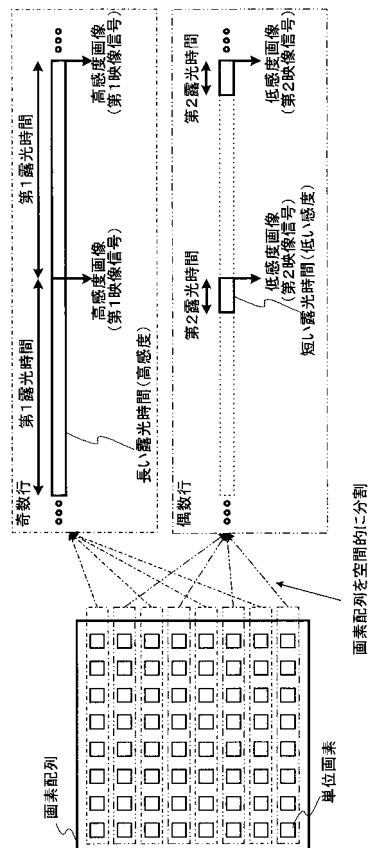 画素配列
単位画素
画素配列を空間的に分割
奇数行
第1露光時間
第1露光時間
高感度画像
(第1映像信号)
高感度画像
(第1映像信号)
長い露光時間(高感度)
偶数行
第2露光時間
第2露光時間
低感度画像
(第2映像信号)
低感度画像
(第2映像信号)
短い露光時間(低い感度)